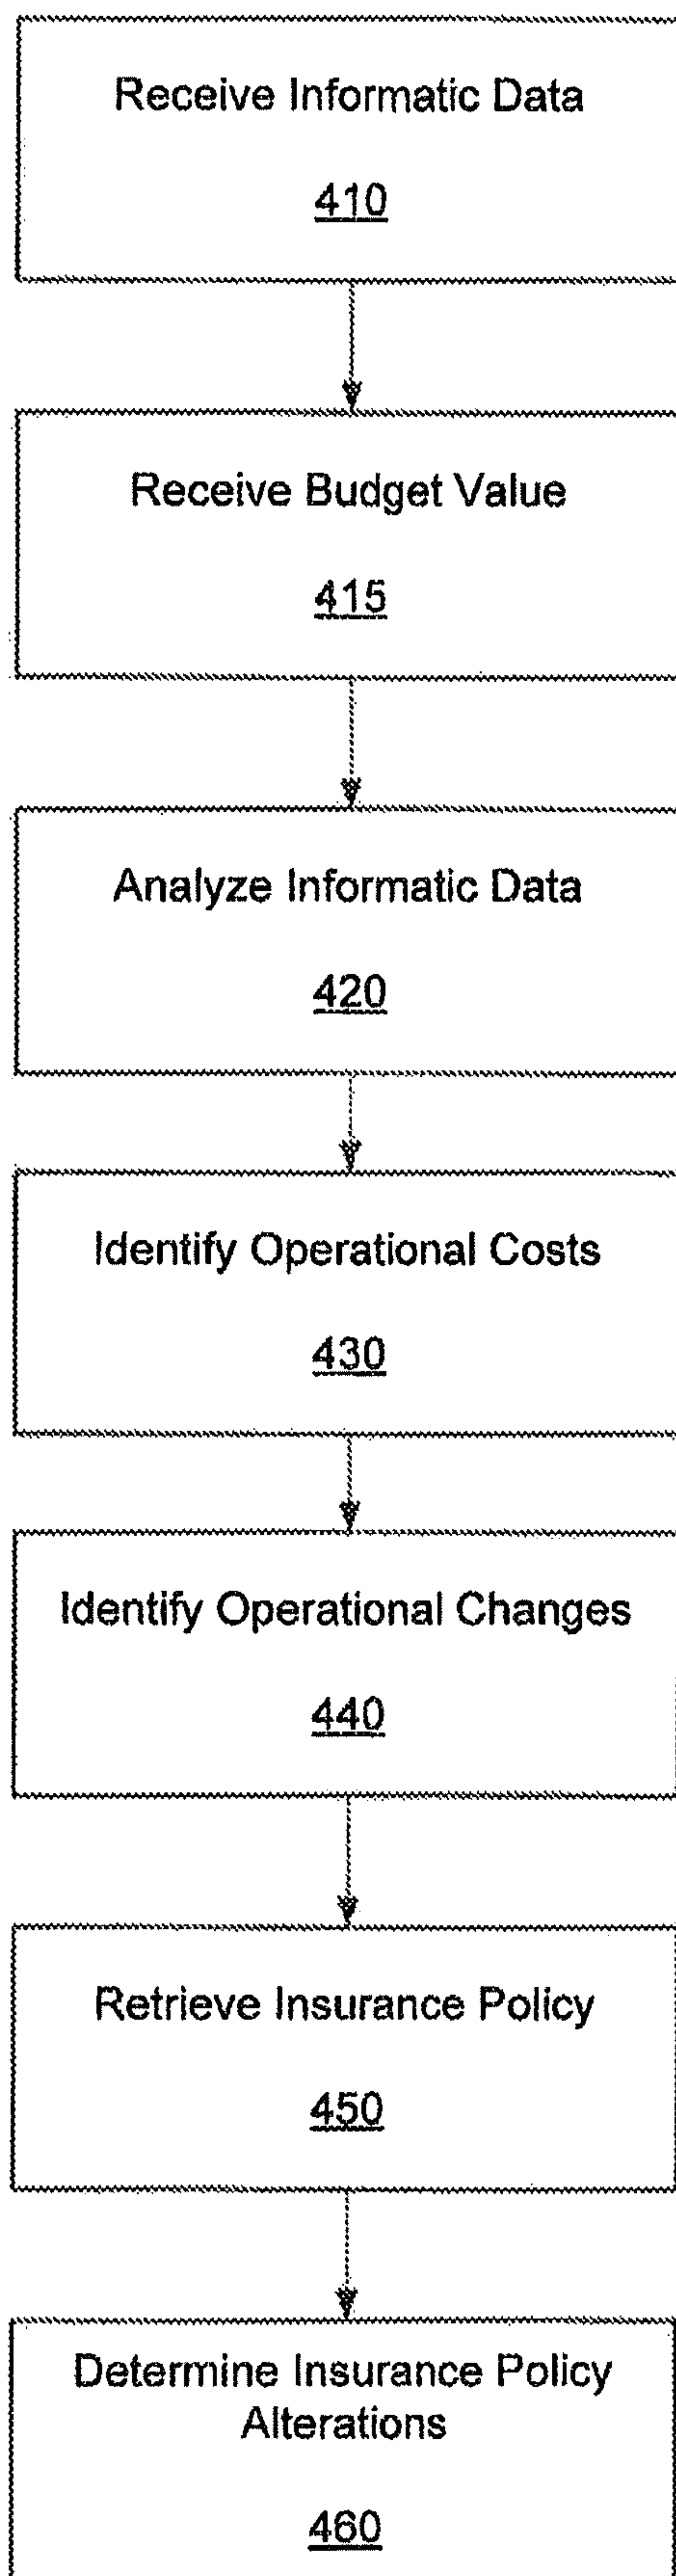 Receive Informatic Data
410
Receive Budget Value
415
Analyze Informatic Data
420
Identify Operational Costs
430
Identify Operational Changes
440
Retrieve Insurance Policy
450
Determine Insurance Policy
Alterations
460